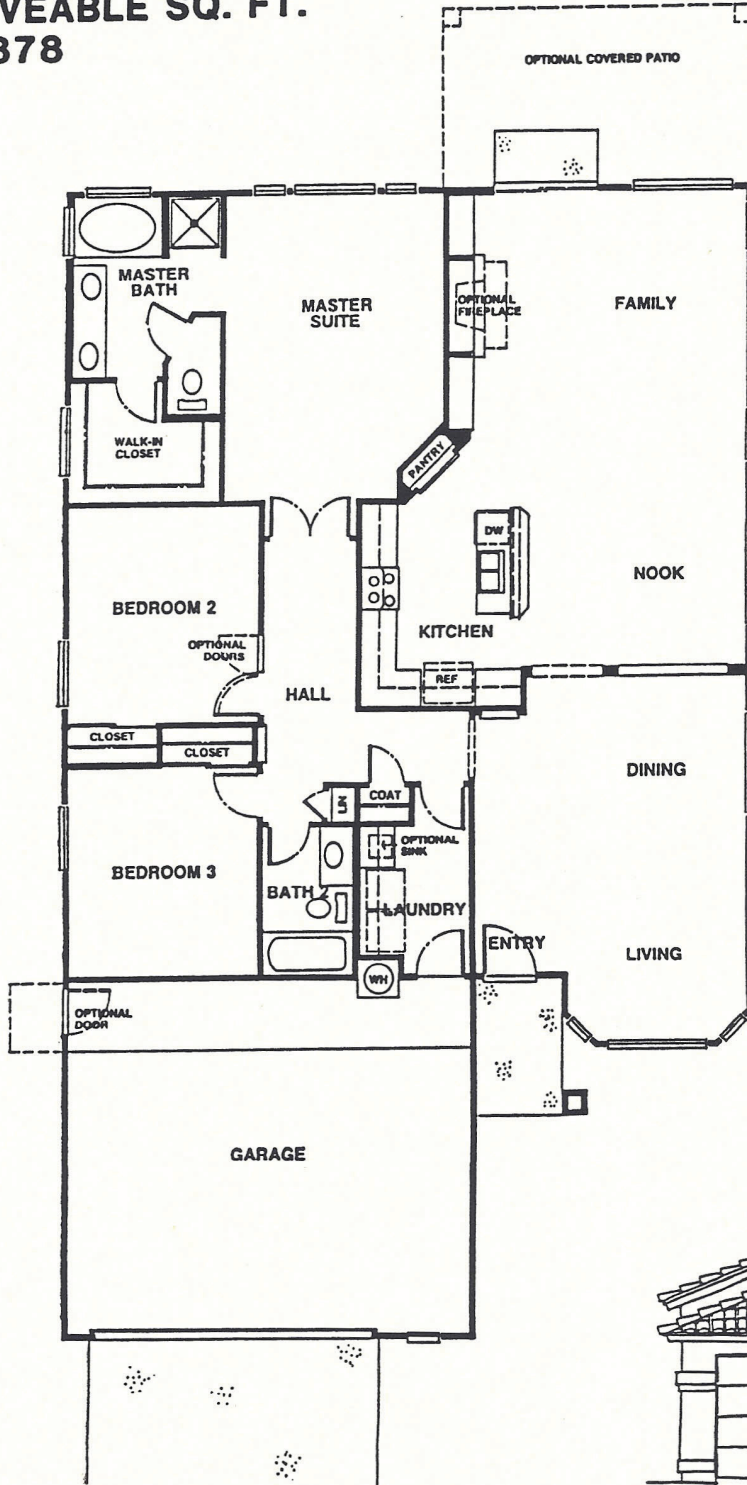 VEABLE SQ. FT.
378
OPTIONAL COVERED PATIO
MASTER
BATH
MASTER
SUITE
OPTIONAL
FIREPLACE
FAMILY
WALK-IN
CLOSET
PANTRY
DW
NOOK
BEDROOM 2
KITCHEN
OPTIONAL
DOORS
REF
HALL
CLOSET
CLOSET
DINING
LIN
COAT
OPTIONAL
SINK
BEDROOM 3
BATH 2
LAUNDRY
ENTRY
LIVING
WH
OPTIONAL
DOOR
GARAGE